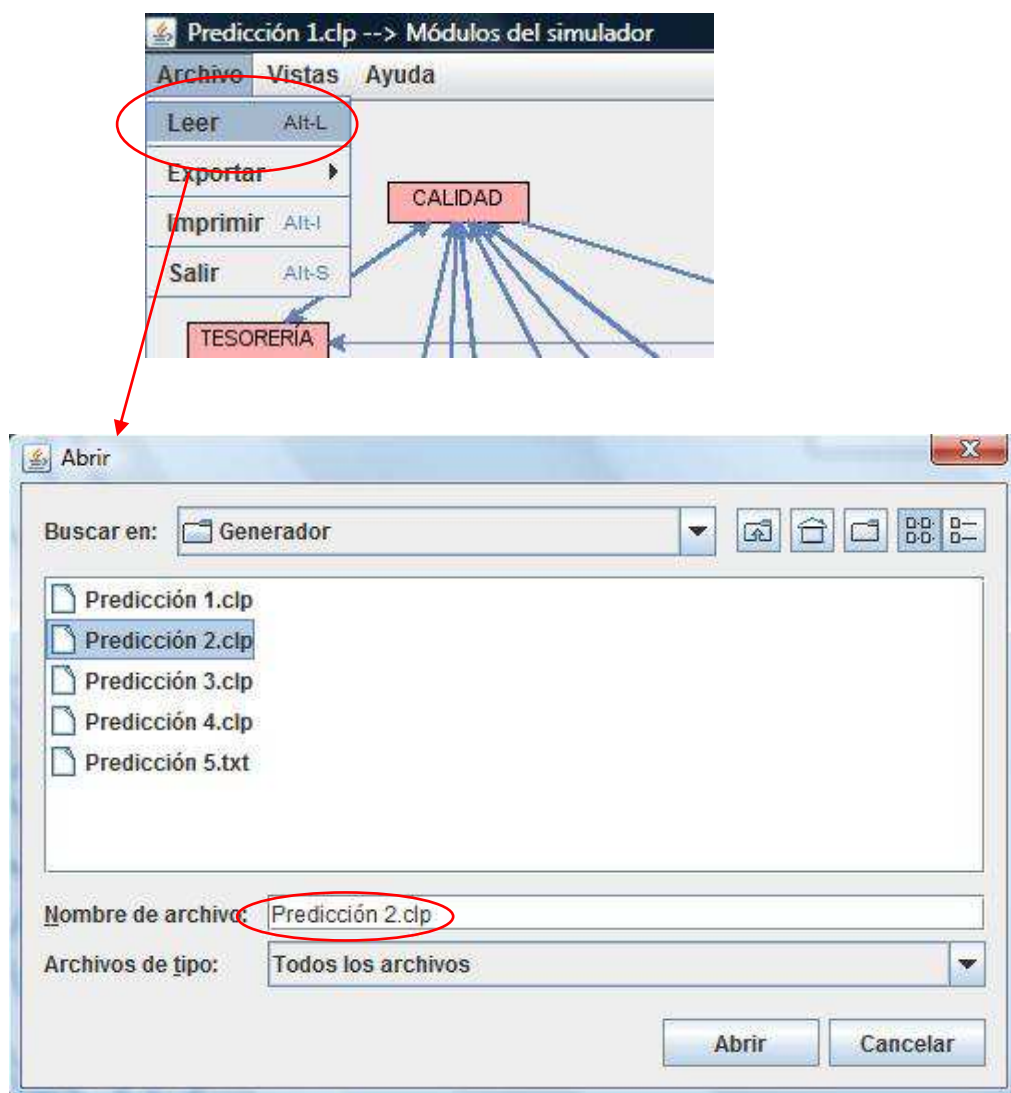 Predicción 1.clp --> Módulos del simulador
Archivo Vistas Ayuda
Leer Alt-L
Exportar
Imprimir Alt-I
Salir Alt-S
CALIDAD
TESORERÍA
Abrir
Buscar en: Generador
Predicción 1.clp
Predicción 2.clp
Predicción 3.clp
Predicción 4.clp
Predicción 5.txt
Nombre de archivo: Predicción 2.clp
Archivos de tipo: Todos los archivos
Abrir Cancelar